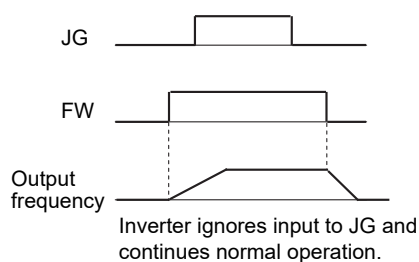 JG
FW
Output
frequency
Inverter ignores input to JG and
continues normal operation.